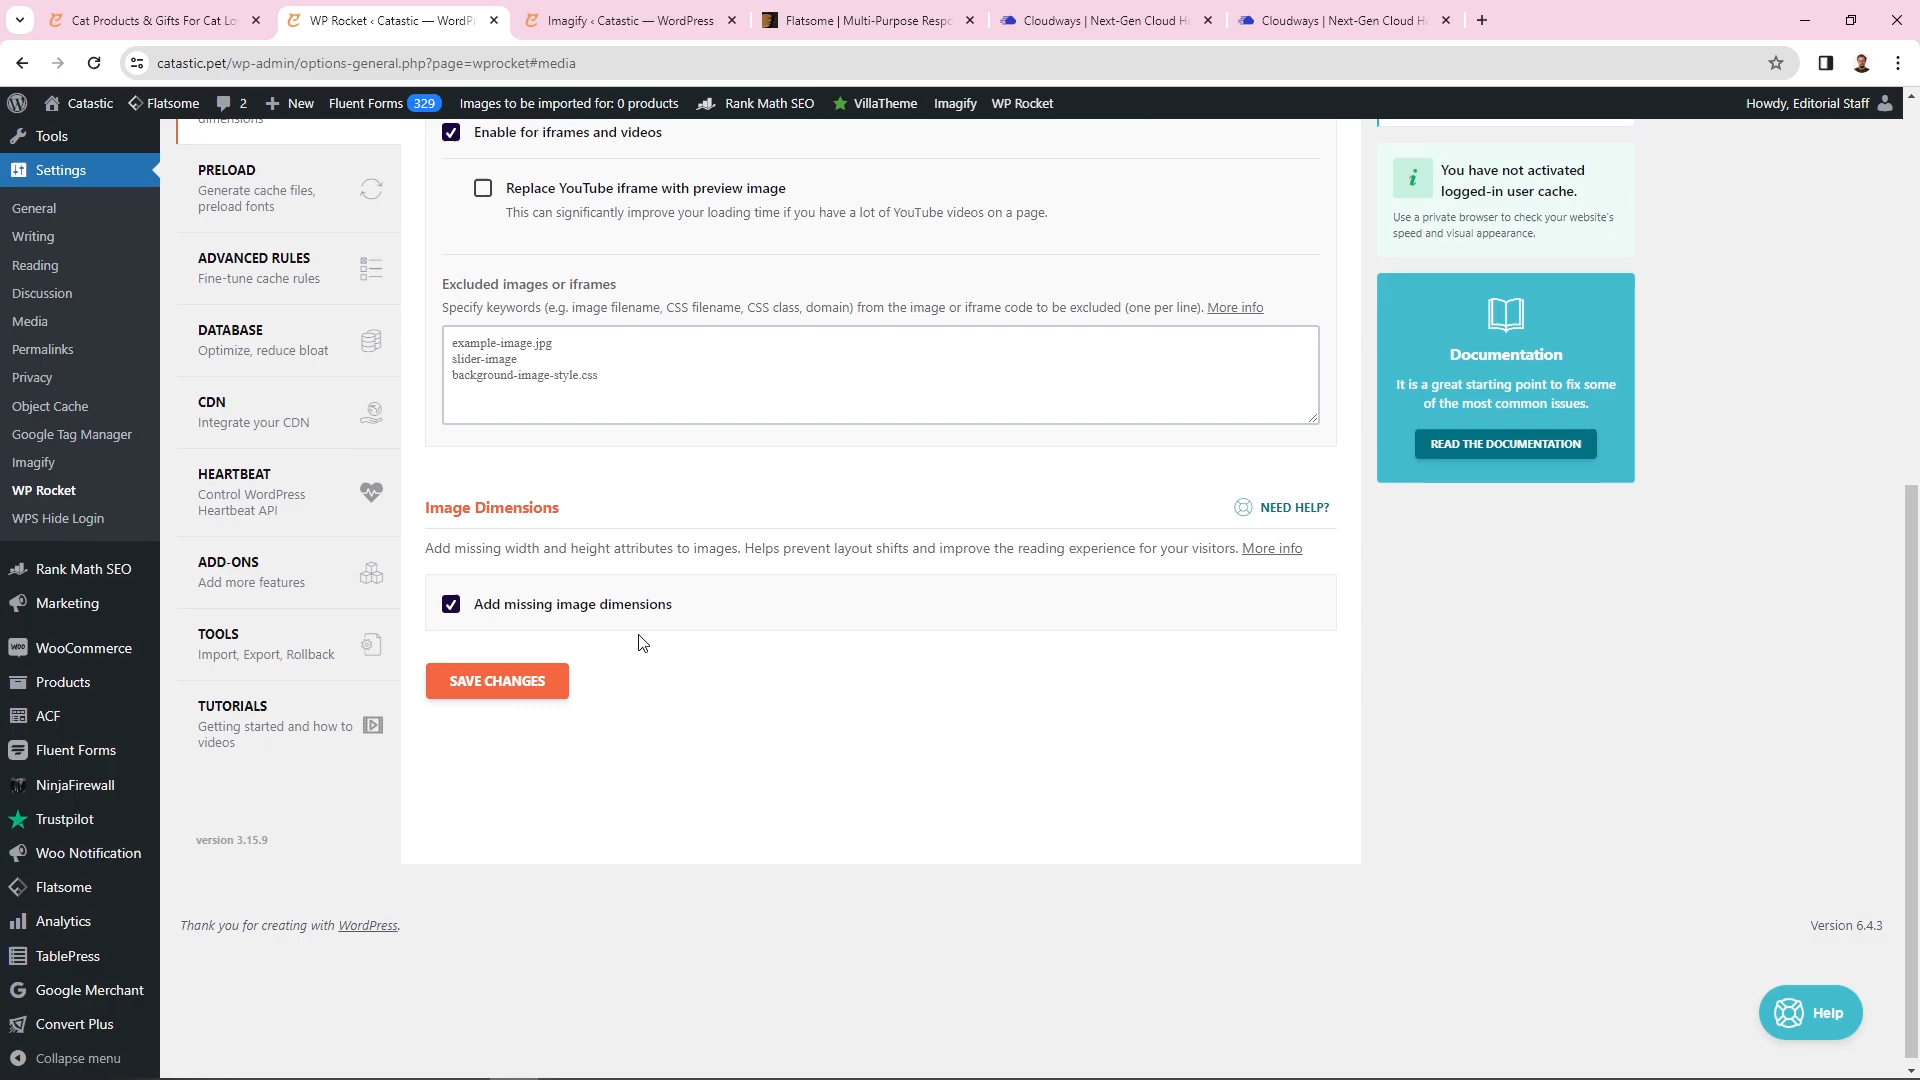 Cat Products & Gifts For Cat Lo
WP Rocket ‹ Catastic — WordPr
Imagify ‹ Catastic — WordPress
Flatsome | Multi-Purpose Respo
Cloudways | Next-Gen Cloud H
Cloudways | Next-Gen Cloud H
catastic.pet/wp-admin/options-general.php?page=wprocket#media
Catastic
Flatsome
2
New
Fluent Forms 329
Images to be imported for: 0 products
Rank Math SEO
VillaTheme
Imagify
WP Rocket
Howdy, Editorial Staff
Tools
Settings
General
Writing
Reading
Discussion
Media
Permalinks
Privacy
Object Cache
Google Tag Manager
Imagify
WP Rocket
WPS Hide Login
Rank Math SEO
Marketing
WooCommerce
Products
ACF
Fluent Forms
NinjaFirewall
Trustpilot
Woo Notification
Flatsome
Analytics
TablePress
Google Merchant
Convert Plus
Collapse menu
dimensions
PRELOAD
Generate cache files,
preload fonts
ADVANCED RULES
Fine-tune cache rules
DATABASE
Optimize, reduce bloat
CDN
Integrate your CDN
HEARTBEAT
Control WordPress
Heartbeat API
ADD-ONS
Add more features
TOOLS
Import, Export, Rollback
TUTORIALS
Getting started and how to
videos
version 3.15.9
Enable for iframes and videos
Replace YouTube iframe with preview image
This can significantly improve your loading time if you have a lot of YouTube videos on a page.
Excluded images or iframes
Specify keywords (e.g. image filename, CSS filename, CSS class, domain) from the image or iframe code to be excluded (one per line). More info
example-image.jpg
slider-image
background-image-style.css
Image Dimensions
NEED HELP?
Add missing width and height attributes to images. Helps prevent layout shifts and improve the reading experience for your visitors. More info
Add missing image dimensions
SAVE CHANGES
You have not activated
logged-in user cache.
Use a private browser to check your website's
speed and visual appearance.
Documentation
It is a great starting point to fix some
of the most common issues.
READ THE DOCUMENTATION
Thank you for creating with WordPress.
Version 6.4.3
Help